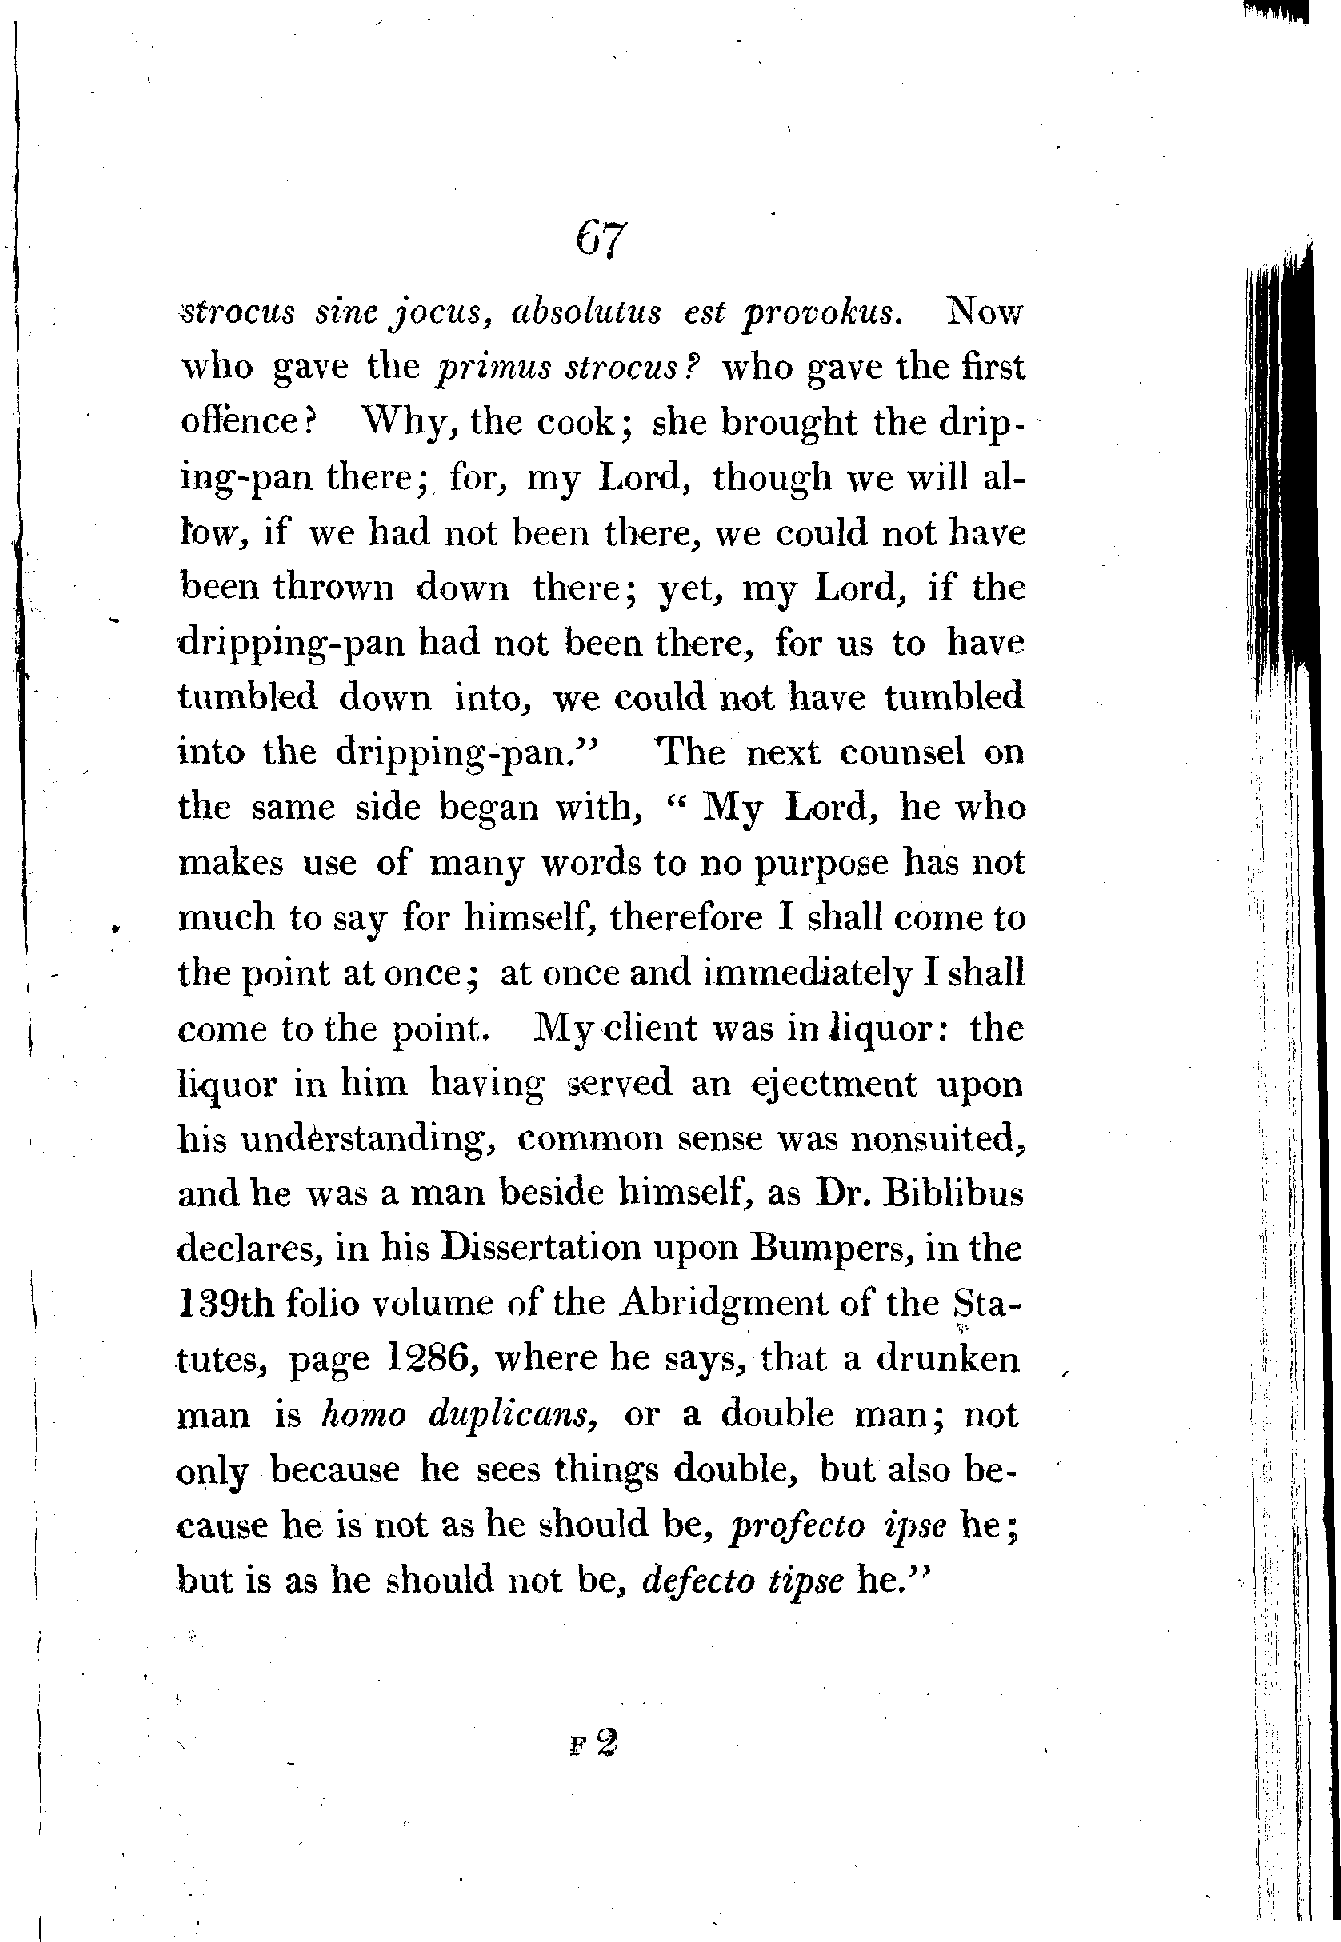 67
strocus sine jocus, absolutus est provokus. Now
who gave the primus strocus? who gave the first
offence? Why, the cook; she brought the drip-
ing-pan there; for, my Lord, though we will al-
low, if we had not been there, we could not have
been thrown down there; yet, my Lord, if the
dripping-pan had not been there, for us to have
tumbled down into, we could not have tumbled
into the dripping-pan.” The next counsel on
the same side began with, “ My Lord, he who
makes use of many words to no purpose has not
much to say for himself, therefore I shall come to
the point at once; at once and immediately I shall
come to the point. My client was in liquor: the
liquor in him having served an ejectment upon
his understanding, common sense was nonsuited,
and he was a man beside himself, as Dr. Biblibus
declares, in his Dissertation upon Bumpers, in the
139th folio volume of the Abridgment of the Sta-
tutes, page 1286, where he says, that a drunken
man is homo duplicans, or a double man; not
only because he sees things double, but also be-
cause he is not as he should be, profecto ipse he;
but is as he should not be, defecto tipse he.”
F 2